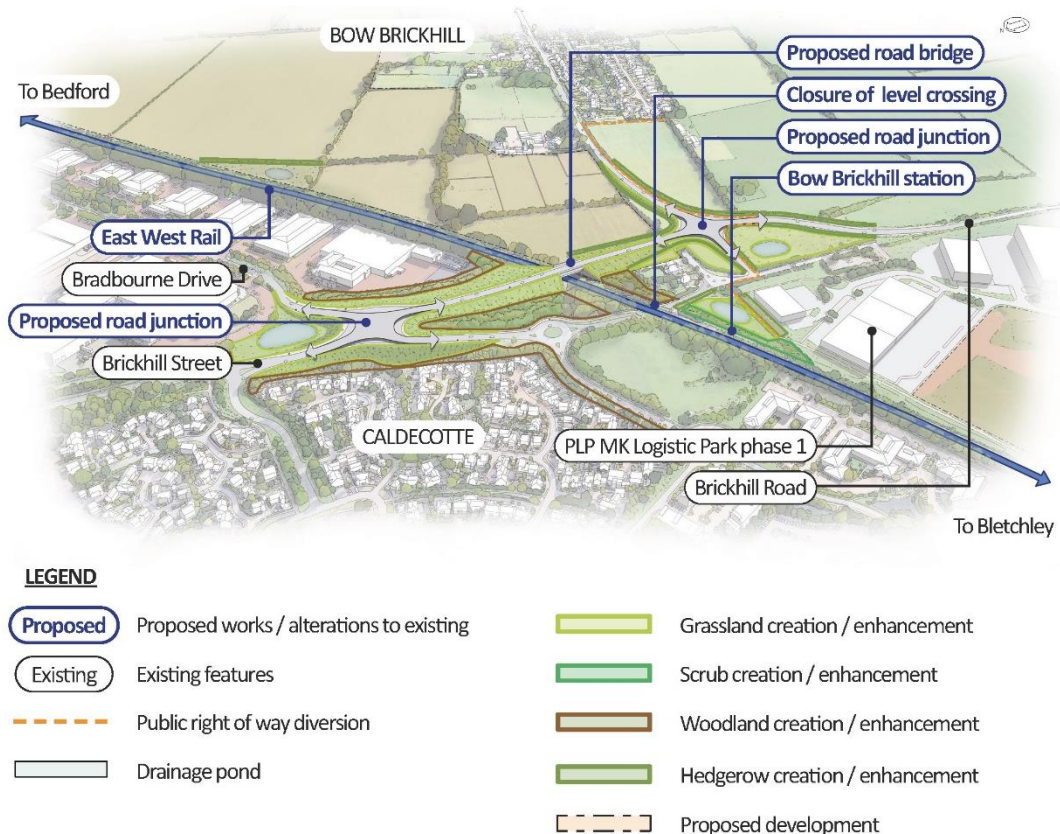 BOW BRICKHILL
N
To Bedford
Proposed road bridge
Closure of level crossing
Proposed road junction
Bow Brickhill station
East West Rail
Bradbourne Drive
Proposed road junction
Brickhill Street
CALDECOTTE
PLP MK Logistic Park phase 1
Brickhill Road
To Bletchley
LEGEND
Proposed Proposed works / alterations to existing
Existing Existing features
Public right of way diversion
Drainage pond
Grassland creation / enhancement
Scrub creation / enhancement
Woodland creation / enhancement
Hedgerow creation / enhancement
Proposed development